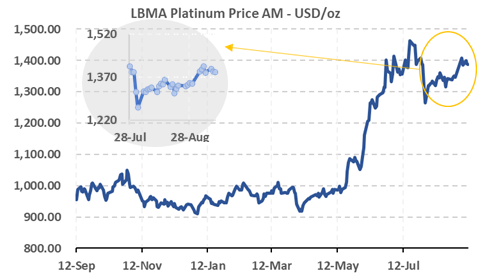 LBMA Platinum Price AM - USD/oz
1,500.00
1,400.00
1,300.00
1,200.00
1,100.00
1,000.00
900.00
800.00
12-Sep
12-Nov
12-Jan
12-Mar
12-May
12-Jul
1,520
1,370
1,220
28-Jul
28-Aug